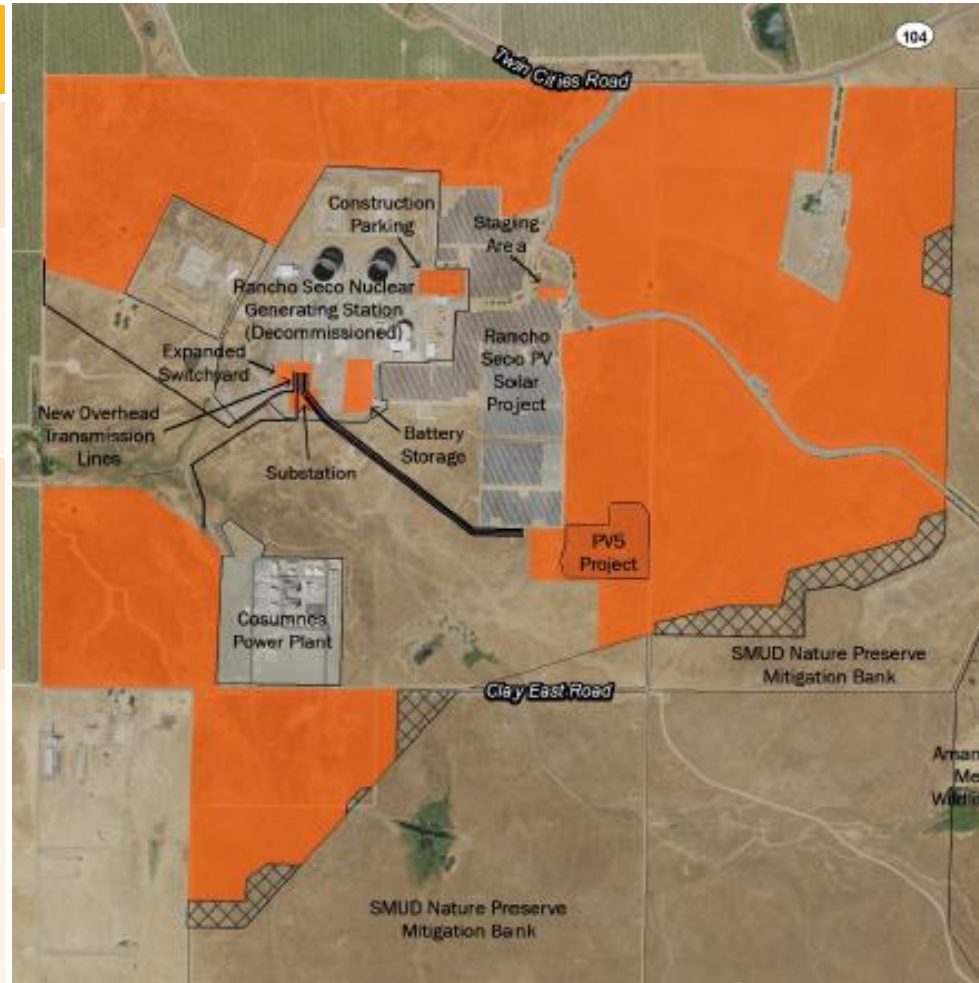 104
Twin Cities Road
Construction
Parking
Staging
Area
Rancho Seco Nuclear
Generating Station
(Decommissioned)
Rancho
Seco PV
Solar
Project
Expanded
Switchyard
New Overhead
Transmission
Lines
Battery
Storage
Substation
PV5
Project
Cosumnes
Power Plant
SMUD Nature Preserve
Mitigation Bank
Clay East Road
SMUD Nature Preserve
Mitigation Bank